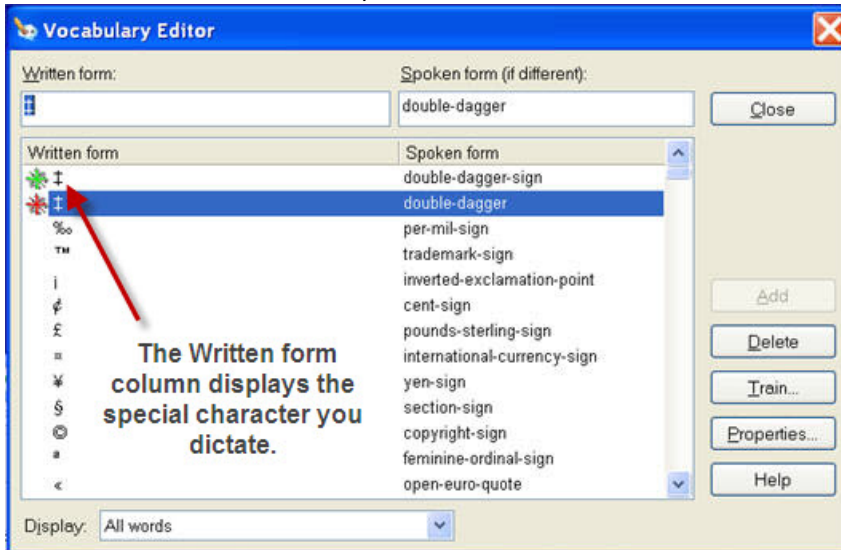 Vocabulary Editor
Written form: Spoken form (if different):
‡ double-dagger Close
Written form Spoken form
‡ double-dagger-sign
‡ double-dagger
‰ per-mil-sign
™ trademark-sign
¡ inverted-exclamation-point
¢ cent-sign
£ pounds-sterling-sign
¤ international-currency-sign
¥ yen-sign
§ section-sign
© copyright-sign
ª feminine-ordinal-sign
« open-euro-quote
The Written form
column displays the
special character you
dictate.
Add
Delete
Train...
Properties...
Help
Display: All words